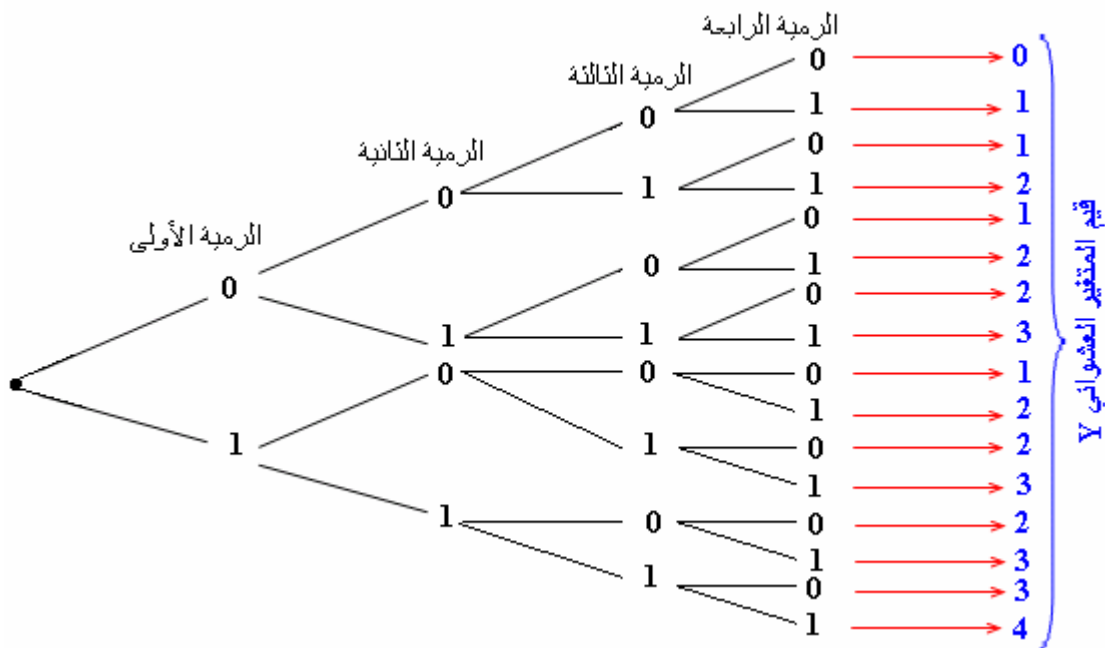 الرمية الرابعة
الرمية الثالثة
الرمية الثانية
الرمية الأولى
0 0
1 1
0
0 1
0 1 1 2
0 1
0 0 1 2
0 2
1 1 1 3
0 0 0 1
1 2
1 1 0 2
1 3
1 0 0 2
1 3
1 0 3
1 4
قيم المتغير العشوائي Y